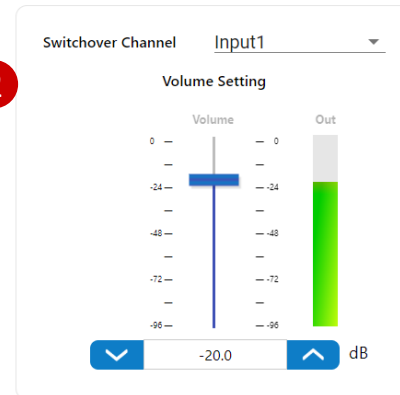 Switchover Channel Input1
Volume Setting
Volume Out
0 0
-24 -24
-48 -48
-72 -72
-96 -96
-20.0 dB